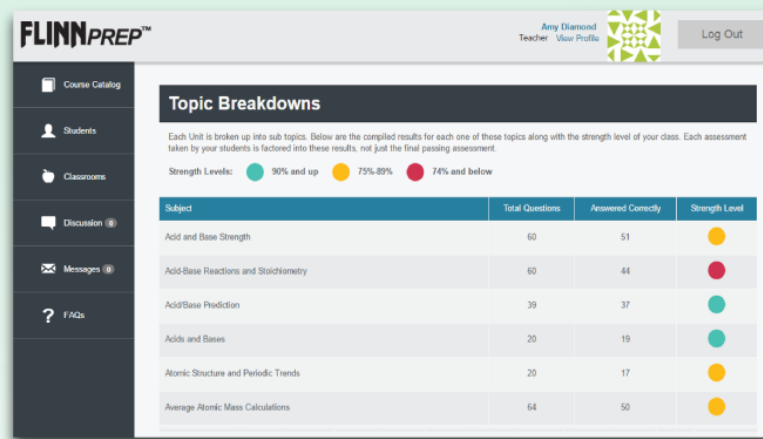 FLINNPREP™
Amy Diamond
Teacher View Profile
Log Out
Course Catalog
Students
Classrooms
Discussion 0
Messages 0
? FAQs
Topic Breakdowns
Each Unit is broken up into sub topics. Below are the compiled results for each one of these topics along with the strength level of your class. Each assessment
taken by your students is factored into these results, not just the final passing assessment.
Strength Levels: 90% and up 75%-89% 74% and below
Subject Total Questions Answered Correctly Strength Level
Acid and Base Strength 60 51
Acid-Base Reactions and Stoichiometry 60 44
Acid/Base Prediction 39 37
Acids and Bases 20 19
Atomic Structure and Periodic Trends 20 17
Average Atomic Mass Calculations 64 50